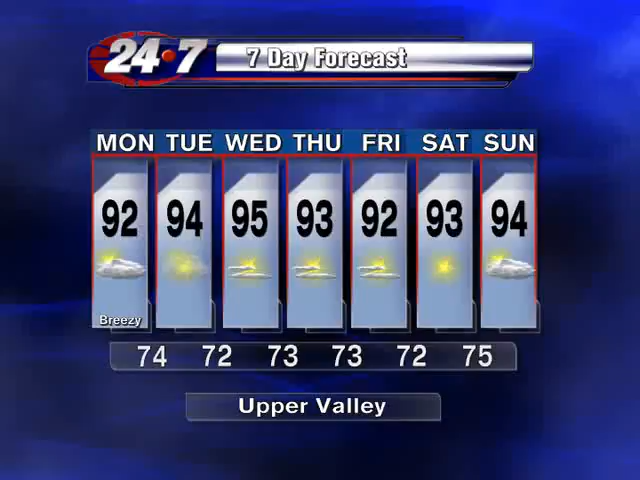 24·7 7 Day Forecast
MON TUE WED THU FRI SAT SUN
92 94 95 93 92 93 94
Breezy
74 72 73 73 72 75
Upper Valley